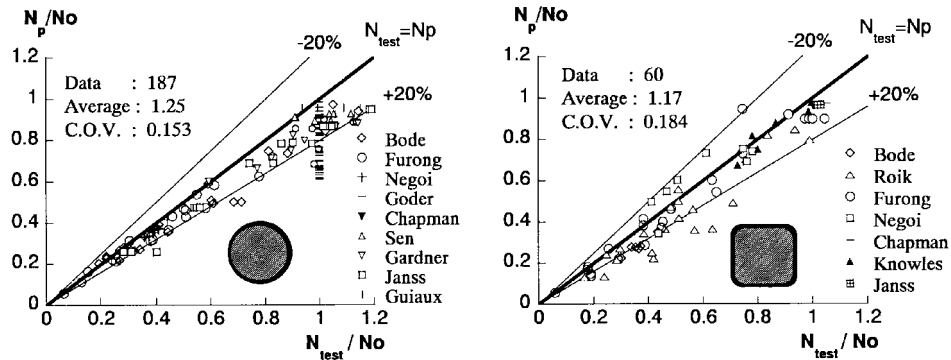 N_p/No
1.2
1.0
0.8
0.6
0.4
0.2
0
0 0.2 0.4 0.6 0.8 1.0 1.2
N_test / No
-20%
N_test=Np
+20%
Data : 187
Average : 1.25
C.O.V. : 0.153
Bode
Furong
Negoi
Goder
Chapman
Sen
Gardner
Janss
Guiaux
N_p/No
1.2
1.0
0.8
0.6
0.4
0.2
0
0 0.2 0.4 0.6 0.8 1.0 1.2
N_test / No
-20%
N_test=Np
+20%
Data : 60
Average : 1.17
C.O.V. : 0.184
Bode
Roik
Furong
Negoi
Chapman
Knowles
Janss